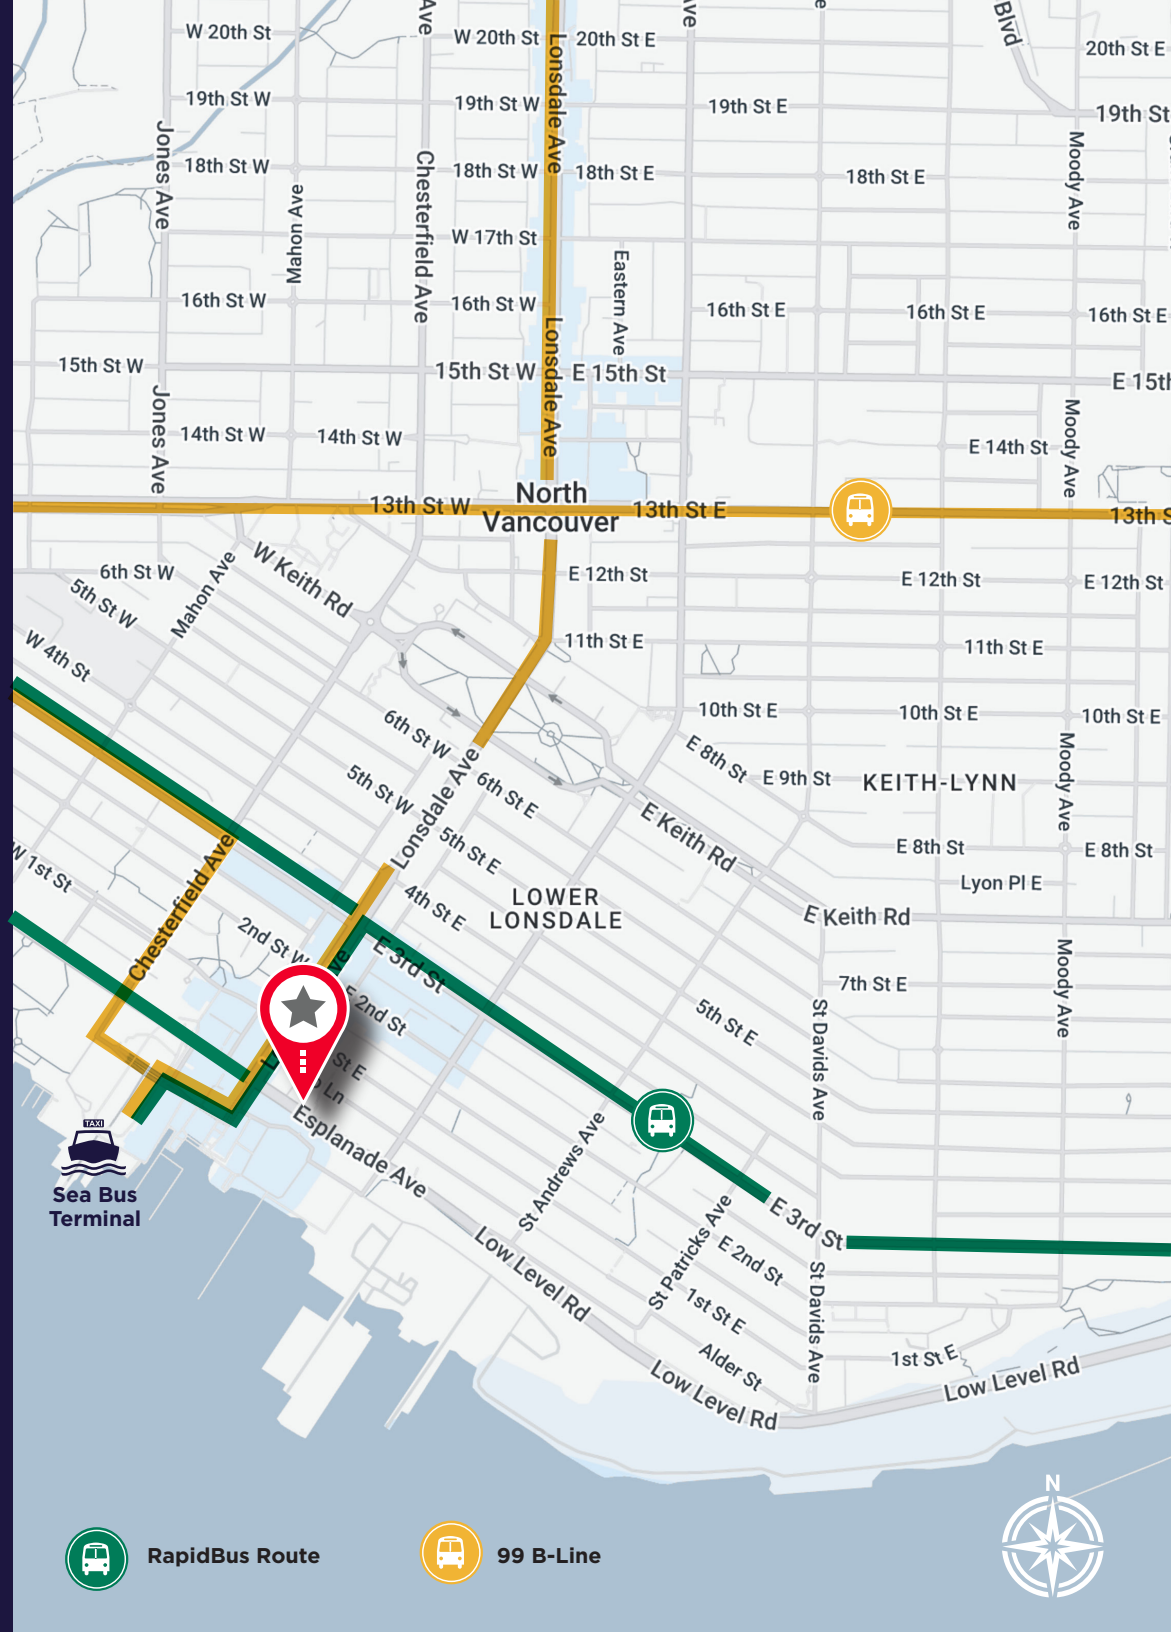 Ave
Ave
e
Blvd
W 20th St
W 20th St
20th St E
20th St E
Lonsdale Ave
19th St W
19th St W
19th St E
19th St
Jones Ave
Moody Ave
Chesterfield Ave
18th St W
18th St W
18th St E
18th St E
Mahon Ave
W 17th St
Eastern Ave
16th St W
16th St W
16th St E
16th St E
16th St E
Lonsdale Ave
15th St W
15th St W
E 15th St
E 15th
Jones Ave
Moody Ave
14th St W
14th St W
E 14th St
North
Vancouver
13th St W
13th St E
13th S
W Keith Rd
Mahon Ave
6th St W
5th St W
E 12th St
E 12th St
E 12th St
W 4th St
11th St E
11th St E
10th St E
10th St E
10th St E
6th St W
Lonsdale Ave
E 8th St
E 9th St
KEITH-LYNN
Moody Ave
5th St W
6th St E
E Keith Rd
5th St E
E 8th St
E 8th St
W 1st St
Chesterfield Ave
4th St E
LOWER
LONSDALE
Lyon Pl E
E Keith Rd
2nd St W
E 3rd St
Moody Ave
7th St E
ve
E 2nd St
5th St E
St Davids Ave
St E
Ln
Esplanade Ave
St Andrews Ave
TAXI
Sea Bus
Terminal
E 3rd St
St Patricks Ave
E 2nd St
Low Level Rd
St Davids Ave
1st St E
Alder St
1st St E
Low Level Rd
Low Level Rd
N
RapidBus Route
99 B-Line